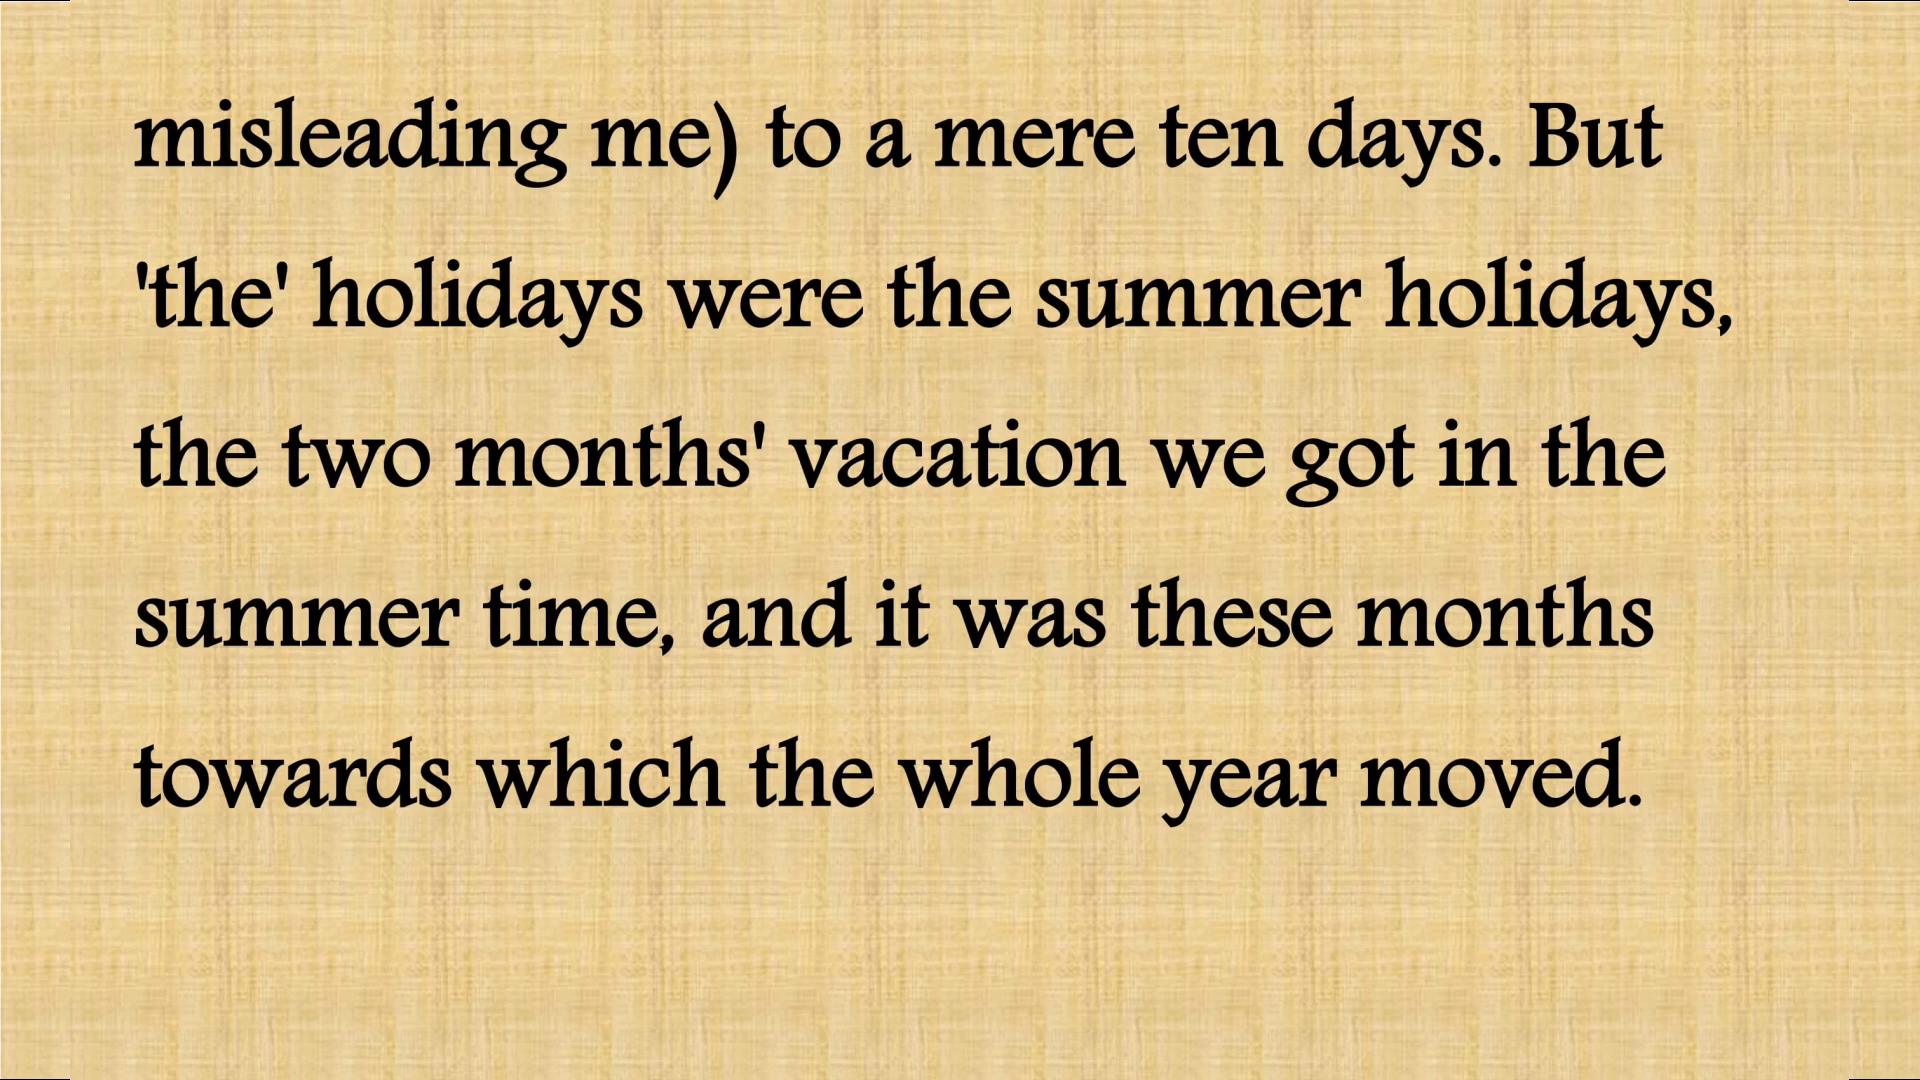 misleading me) to a mere ten days. But
'the' holidays were the summer holidays,
the two months' vacation we got in the
summer time, and it was these months
towards which the whole year moved.